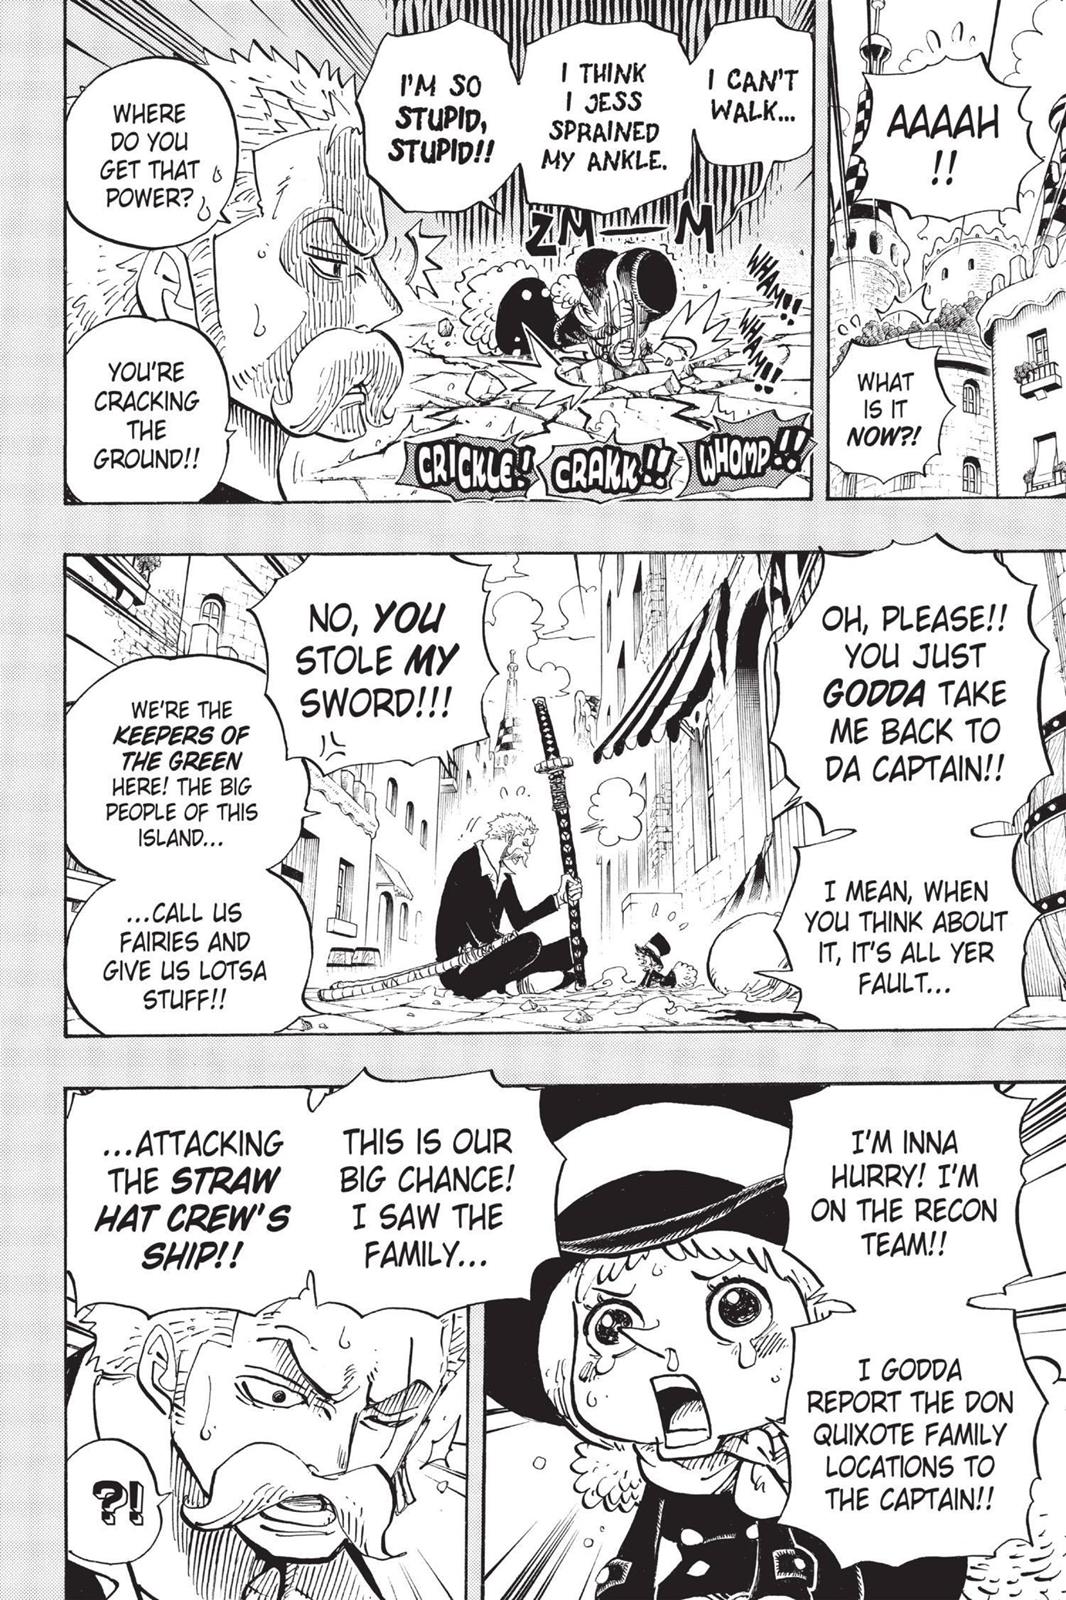 AAAAH
!!
WHAT
IS IT
NOW?!
I CAN'T
WALK...
I THINK
I JESS
SPRAINED
MY ANKLE.
I'M SO
STUPID,
STUPID!!
ZM—M
WHAM!!
WHAM!!
CRICKLE!
CRAKK!!
WHOMP!!
WHERE
DO YOU
GET THAT
POWER?
YOU'RE
CRACKING
THE
GROUND!!
OH, PLEASE!!
YOU JUST
GODDA TAKE
ME BACK TO
DA CAPTAIN!!
I MEAN, WHEN
YOU THINK ABOUT
IT, IT'S ALL YER
FAULT...
NO, YOU
STOLE MY
SWORD!!!
WE'RE THE
KEEPERS OF
THE GREEN
HERE! THE BIG
PEOPLE OF THIS
ISLAND...
...CALL US
FAIRIES AND
GIVE US LOTSA
STUFF!!
I'M INNA
HURRY! I'M
ON THE RECON
TEAM!!
I GODDA
REPORT THE DON
QUIXOTE FAMILY
LOCATIONS TO
THE CAPTAIN!!
THIS IS OUR
BIG CHANCE!
I SAW THE
FAMILY...
...ATTACKING
THE STRAW
HAT CREW'S
SHIP!!
?!